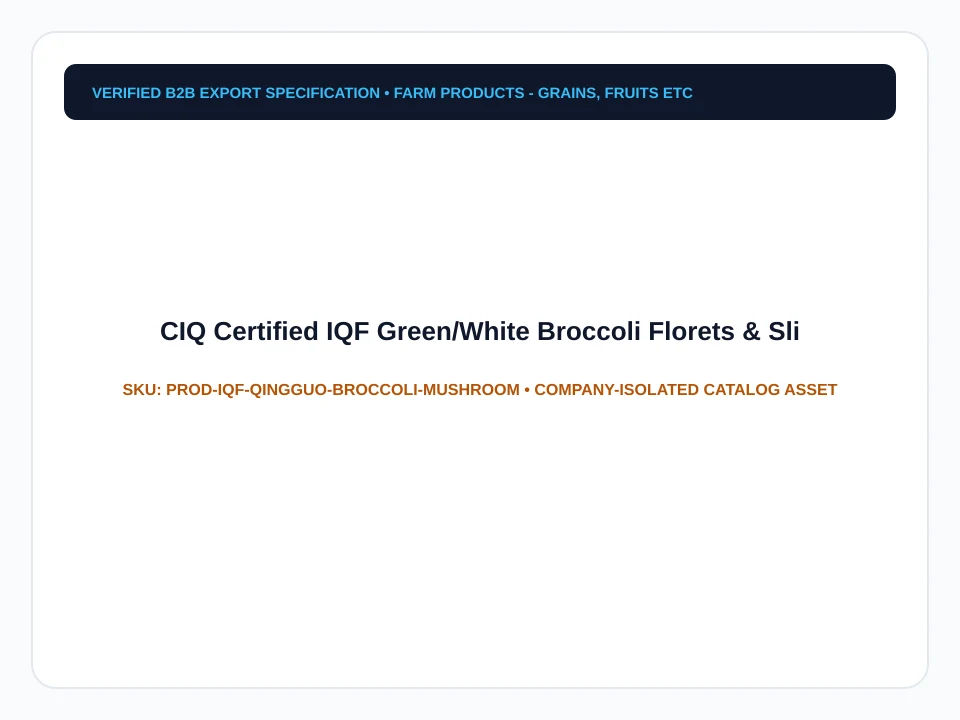 VERIFIED B2B EXPORT SPECIFICATION • FARM PRODUCTS - GRAINS, FRUITS ETC
CIQ Certified IQF Green/White Broccoli Florets & Sli
SKU: PROD-IQF-QINGGUO-BROCCOLI-MUSHROOM • COMPANY-ISOLATED CATALOG ASSET